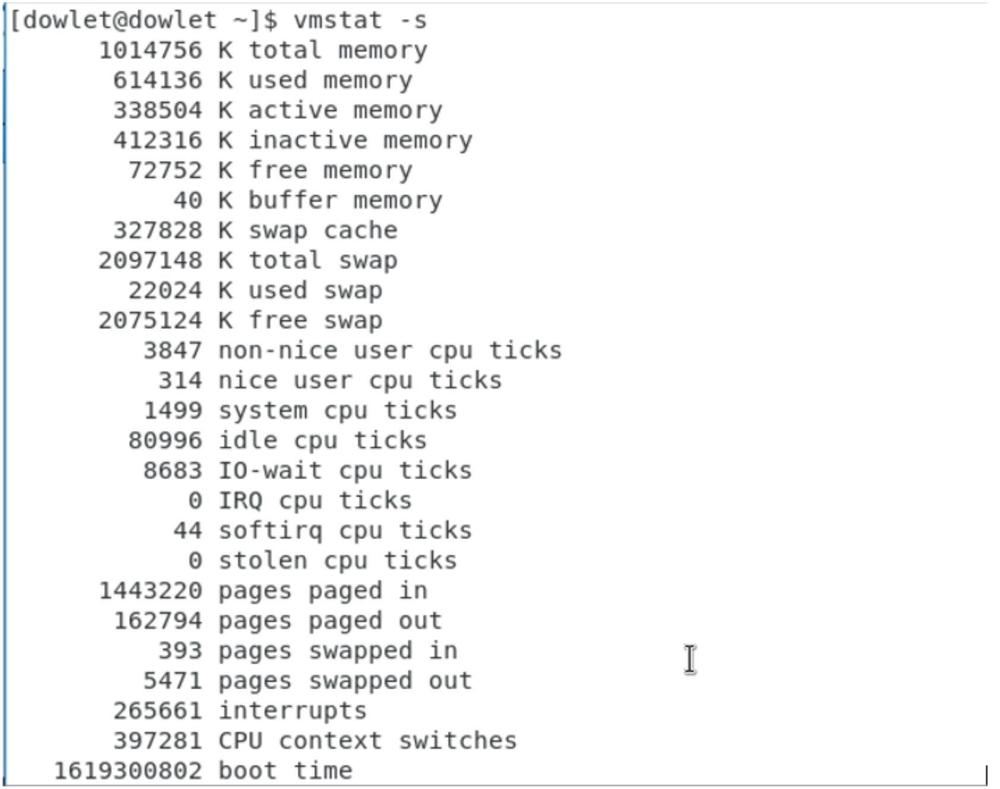 [dowlet@dowlet ~]$ vmstat -s
1014756 K total memory
614136 K used memory
338504 K active memory
412316 K inactive memory
72752 K free memory
40 K buffer memory
327828 K swap cache
2097148 K total swap
22024 K used swap
2075124 K free swap
3847 non-nice user cpu ticks
314 nice user cpu ticks
1499 system cpu ticks
80996 idle cpu ticks
8683 IO-wait cpu ticks
0 IRQ cpu ticks
44 softirq cpu ticks
0 stolen cpu ticks
1443220 pages paged in
162794 pages paged out
393 pages swapped in
5471 pages swapped out
265661 interrupts
397281 CPU context switches
1619300802 boot time